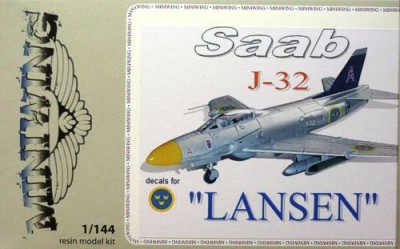 MINIWING
1/144
resin model kit
Saab
J-32
decals for
"LANSEN"